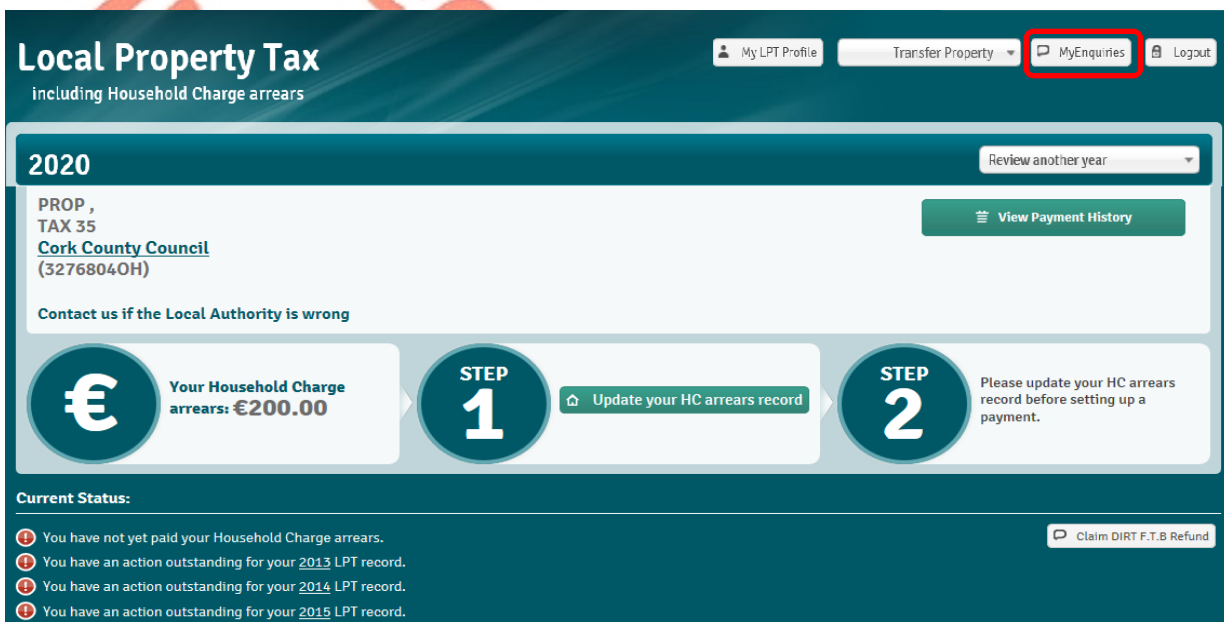 Local Property Tax
including Household Charge arrears
My LPT Profile
Transfer Property
MyEnquiries
Logout
2020
Review another year
PROP ,
TAX 35
Cork County Council
(3276804OH)
View Payment History
Contact us if the Local Authority is wrong
€
Your Household Charge
arrears: €200.00
STEP
1
Update your HC arrears record
STEP
2
Please update your HC arrears
record before setting up a
payment.
Current Status:
You have not yet paid your Household Charge arrears.
Claim DIRT F.T.B Refund
You have an action outstanding for your 2013 LPT record.
You have an action outstanding for your 2014 LPT record.
You have an action outstanding for your 2015 LPT record.